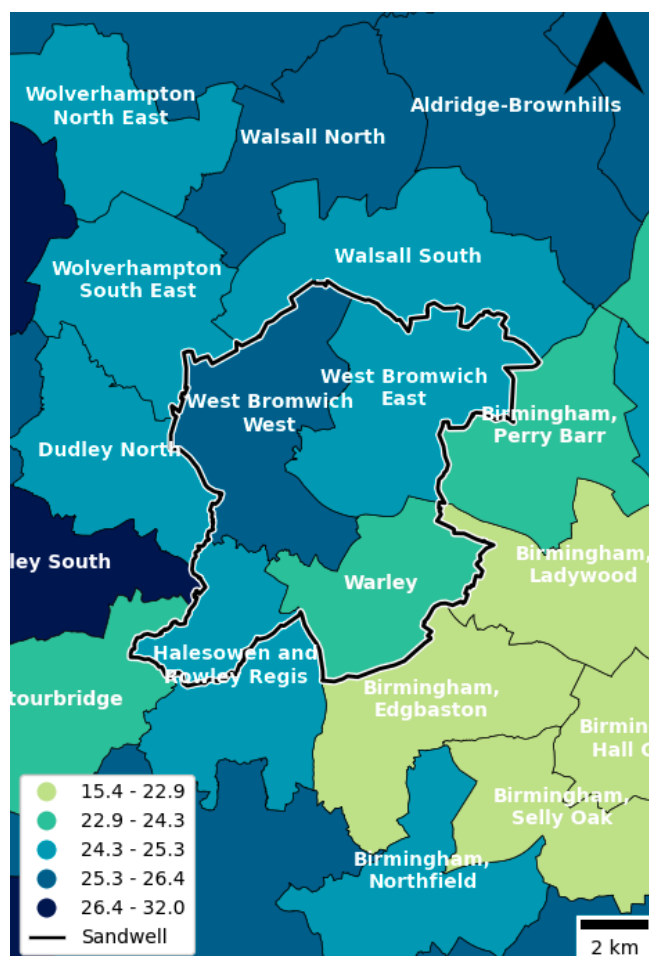 Wolverhampton
North East
Aldridge-Brownhills
Walsall North
Walsall South
Wolverhampton
South East
West Bromwich
East
West Bromwich
West
Birmingham,
Perry Barr
Dudley North
ley South
Birmingham,
Ladywood
Warley
Halesowen and
Rowley Regis
tourbridge
Birmingham,
Edgbaston
Birmin
Hall G
Birmingham,
Selly Oak
Birmingham,
Northfield
15.4 - 22.9
22.9 - 24.3
24.3 - 25.3
25.3 - 26.4
26.4 - 32.0
Sandwell
2 km